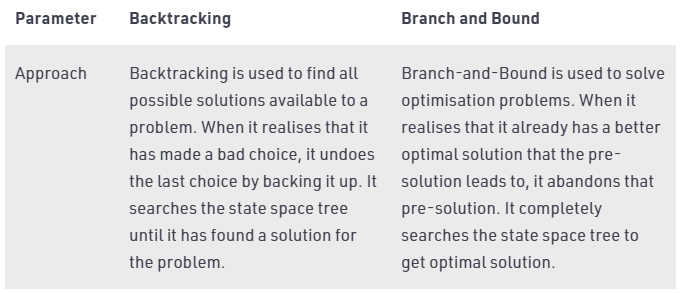 Parameter Backtracking Branch and Bound
Approach
Backtracking is used to find all
possible solutions available to a
problem. When it realises that it
has made a bad choice, it undoes
the last choice by backing it up. It
searches the state space tree
until it has found a solution for
the problem.
Branch-and-Bound is used to solve
optimisation problems. When it
realises that it already has a better
optimal solution that the pre-
solution leads to, it abandons that
pre-solution. It completely
searches the state space tree to
get optimal solution.